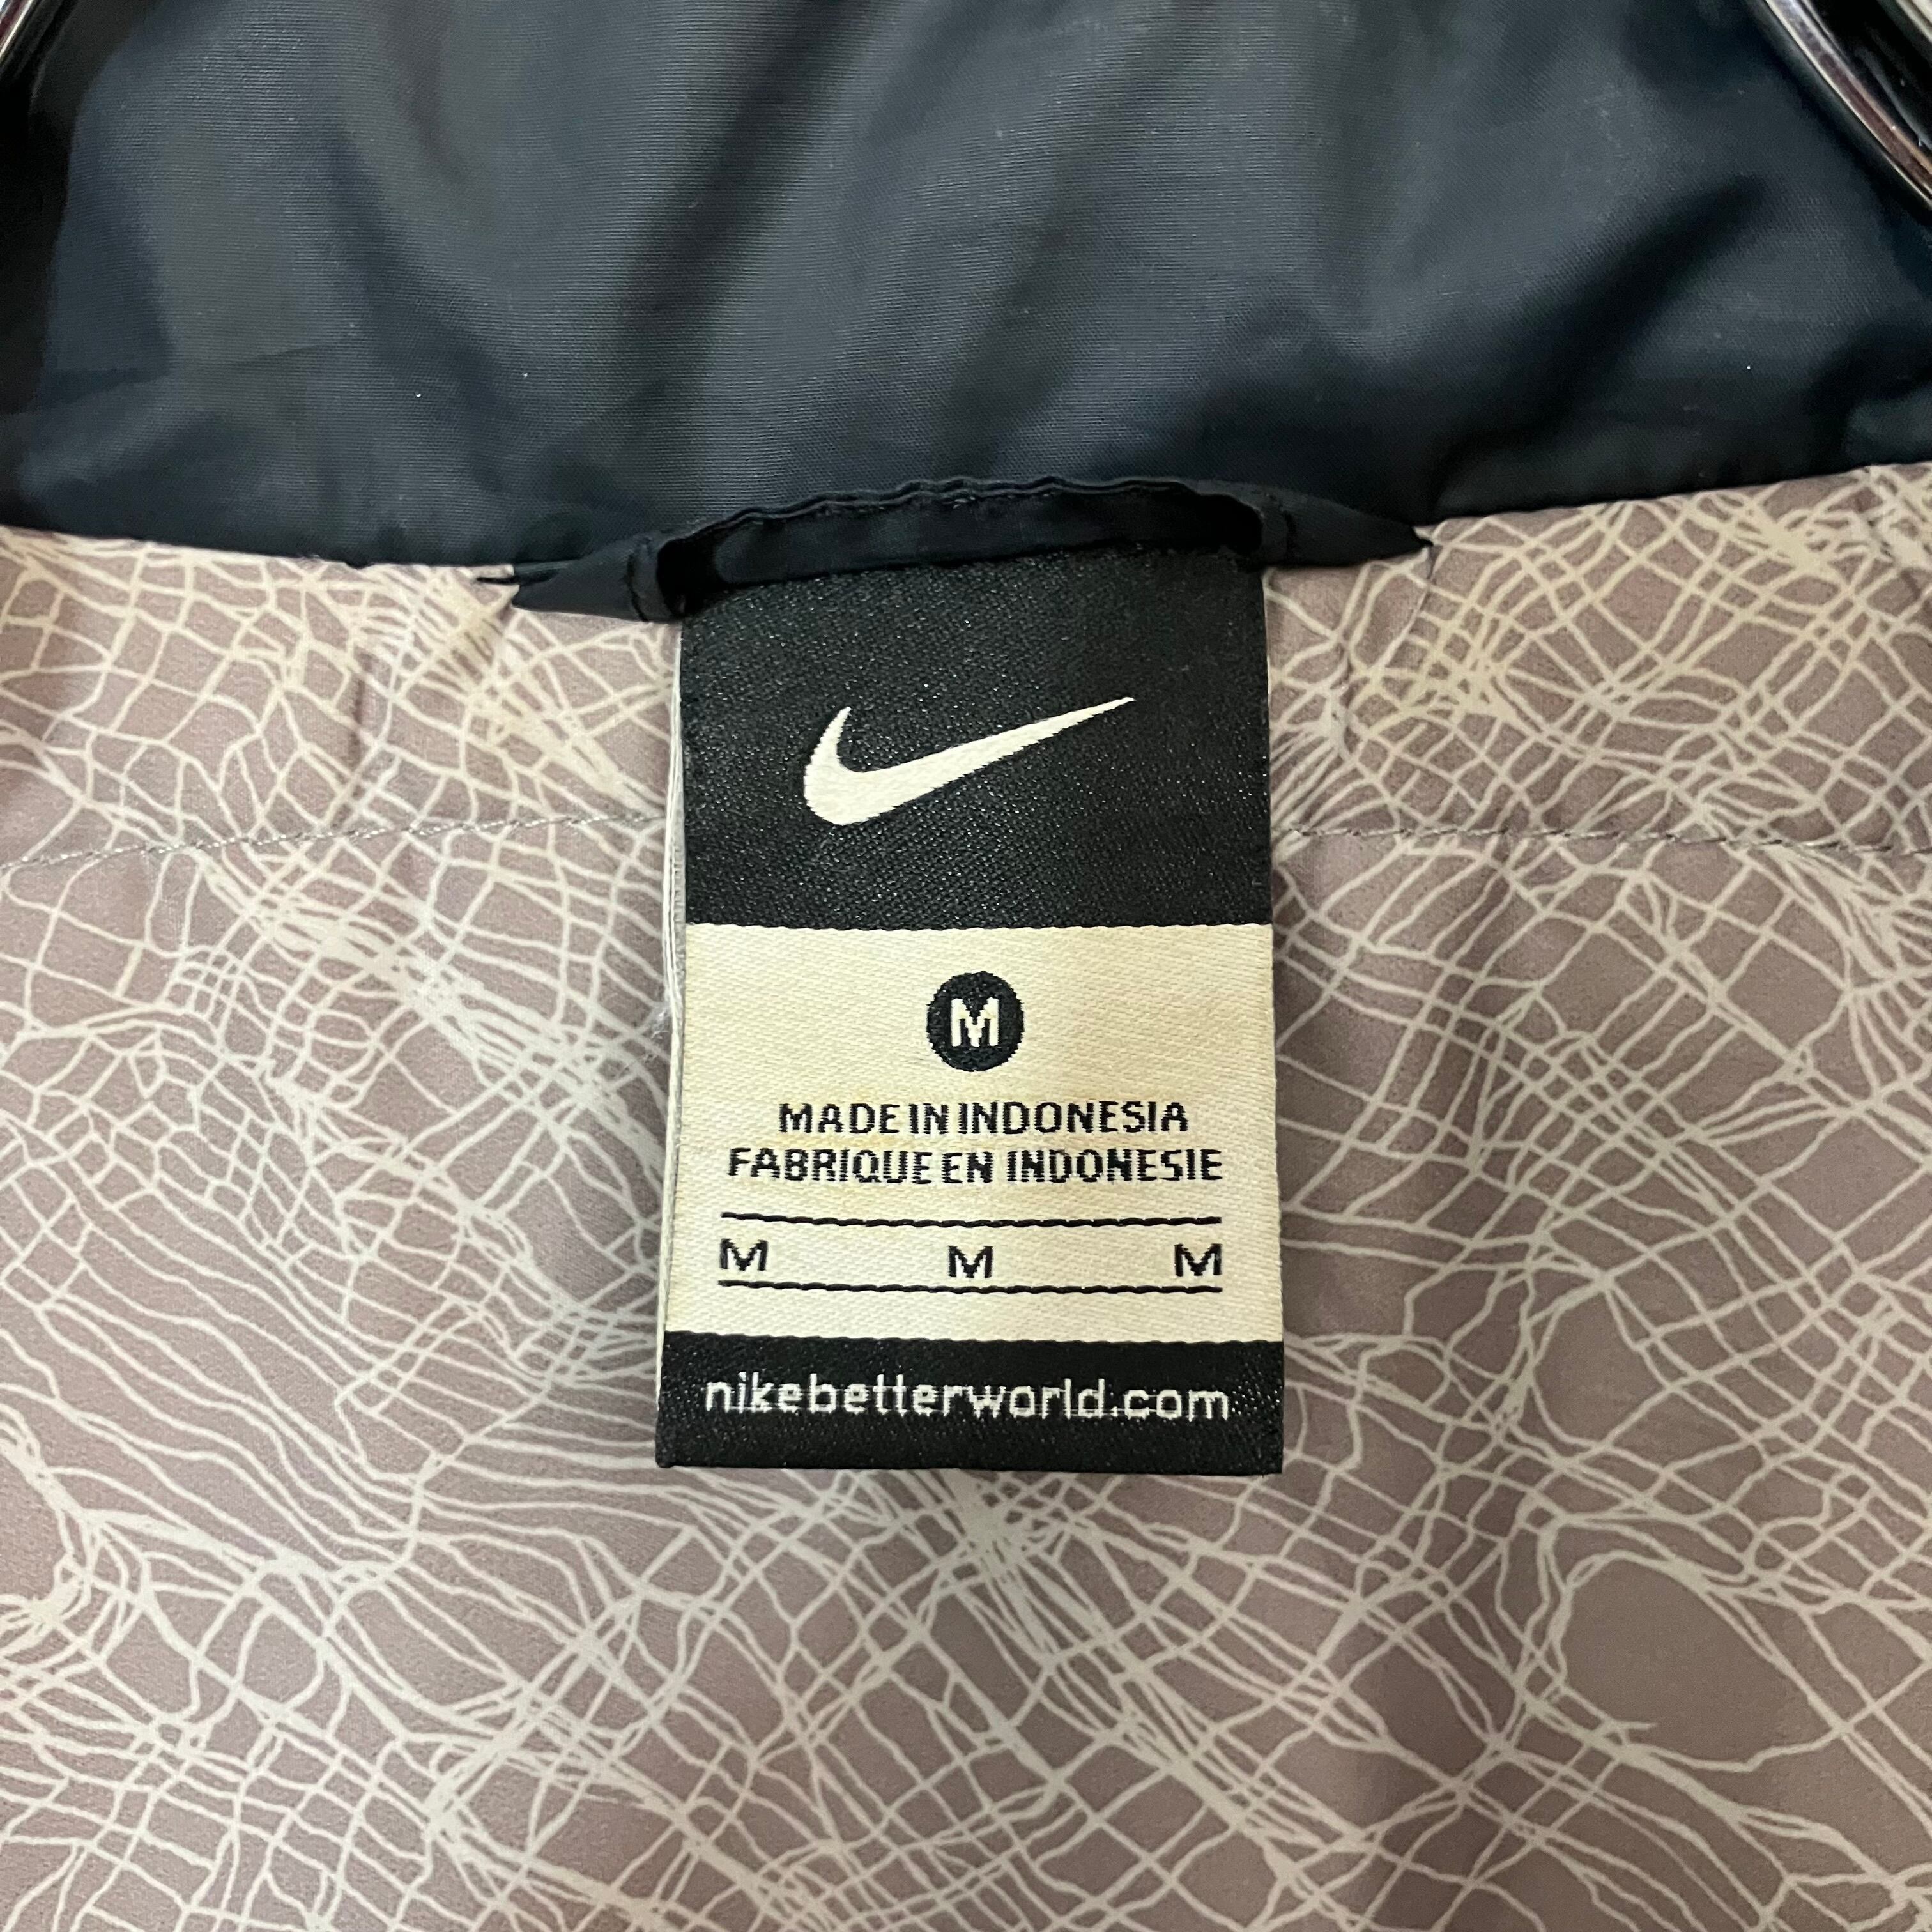 M
MADE IN INDONESIA
FABRIQUE EN INDONESIE
M M M
nikebetterworld.com